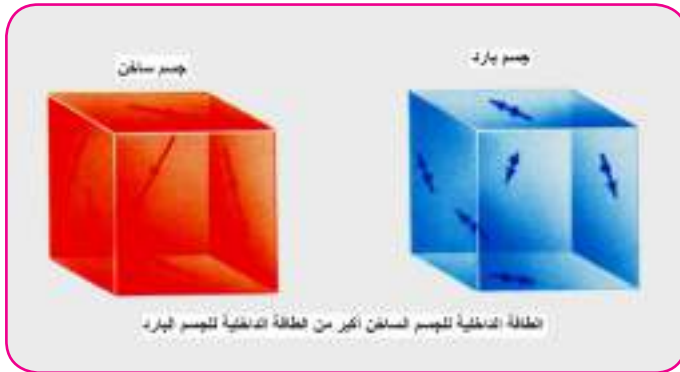 جسم بارد
جسم ساخن
الطاقة الداخلية للجسم الساخن أكبر من الطاقة الداخلية للجسم البارد